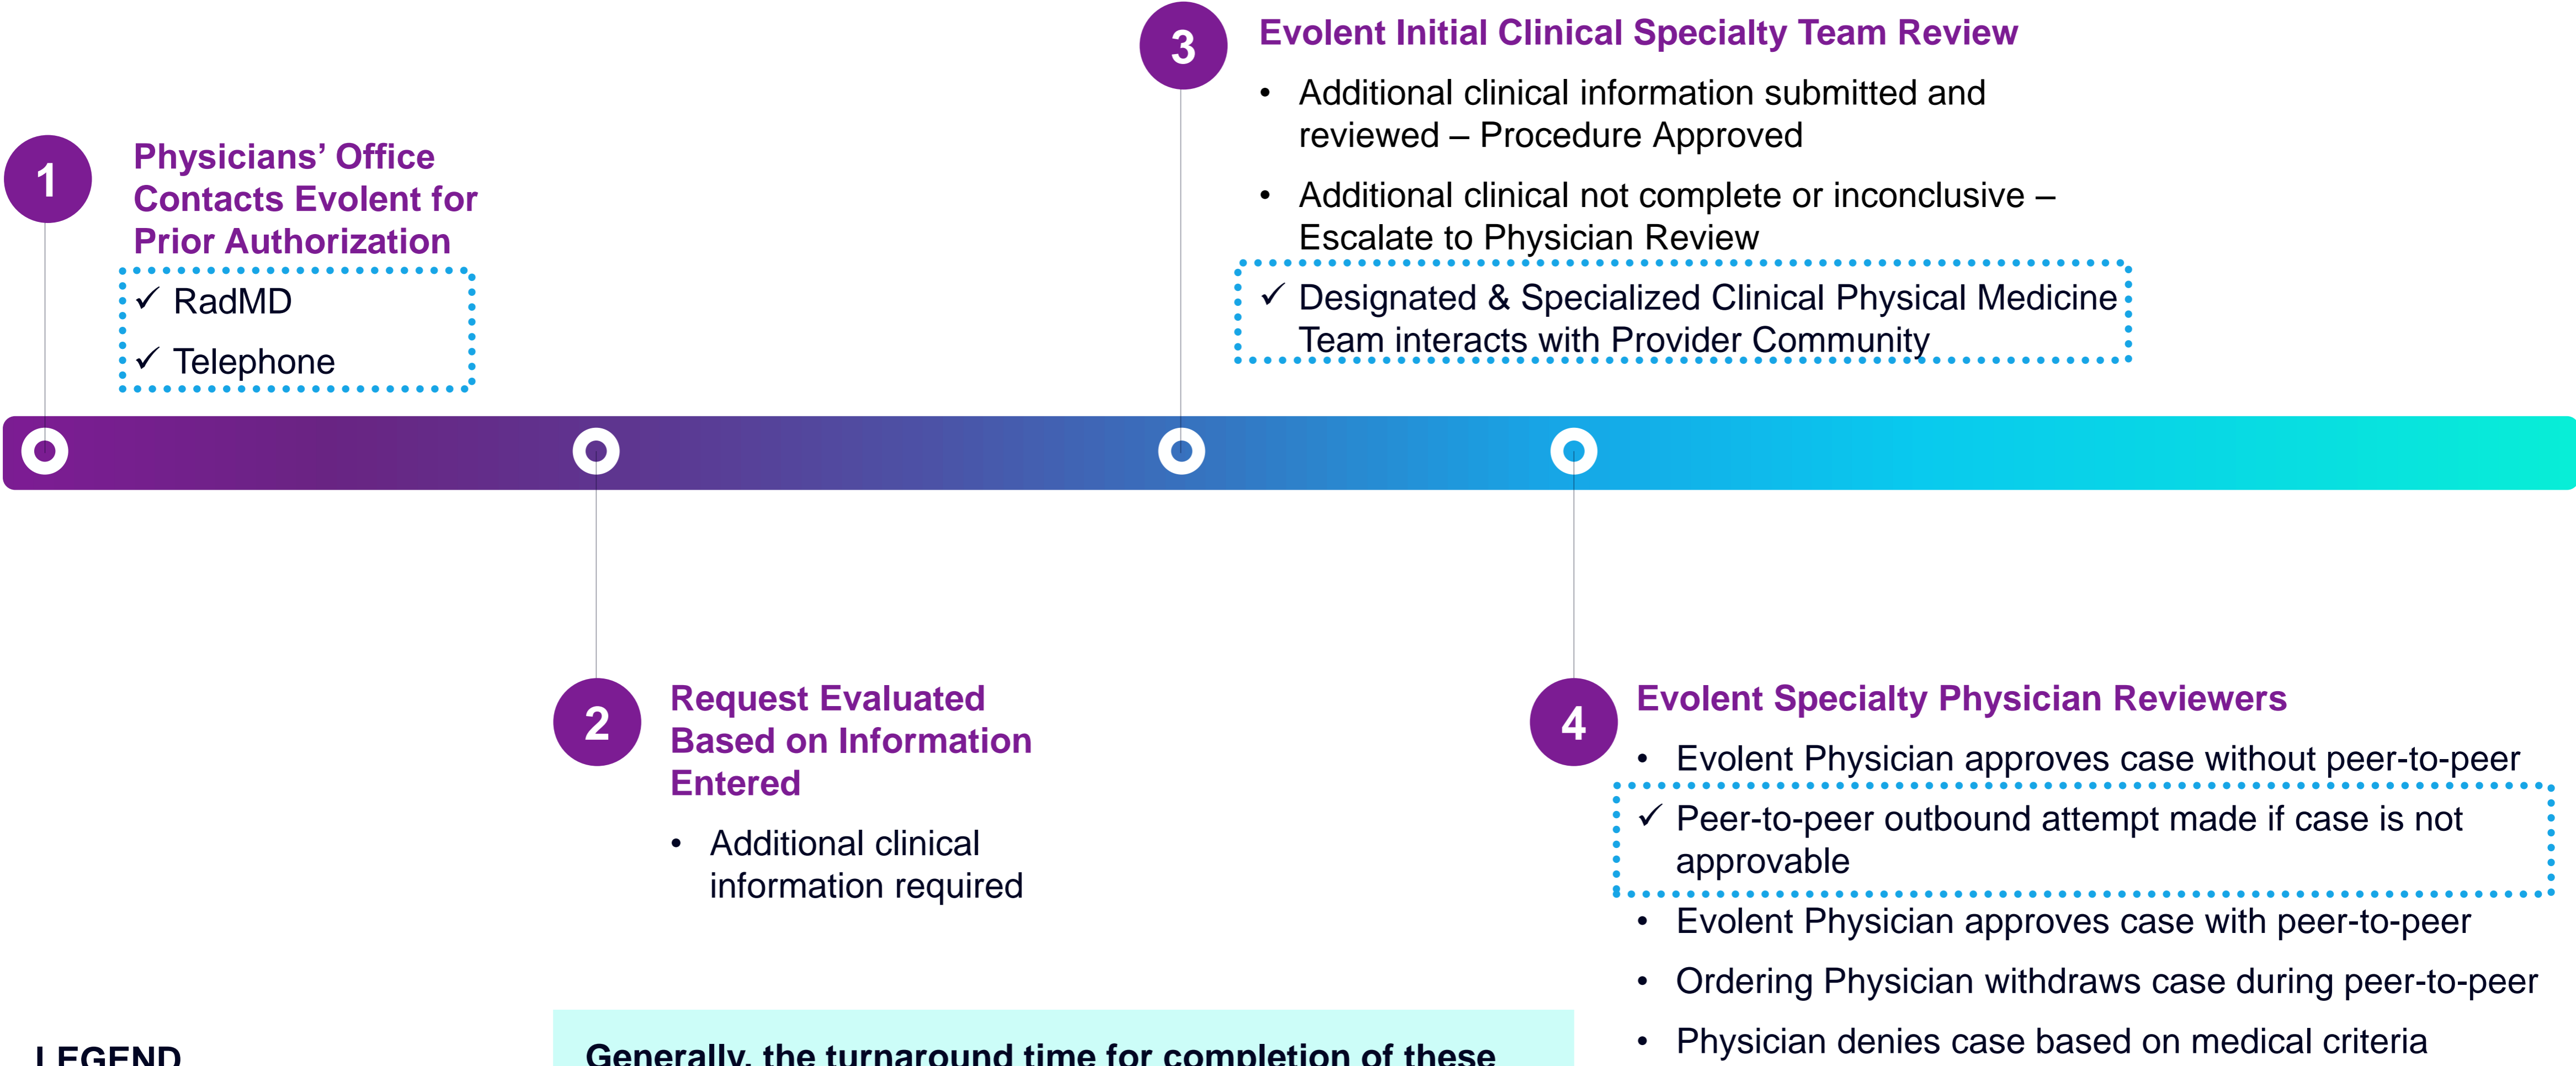 1
Physicians’ Office
Contacts Evolent for
Prior Authorization
✓ RadMD
✓ Telephone
2
Request Evaluated
Based on Information
Entered
• Additional clinical
information required
3
Evolent Initial Clinical Specialty Team Review
• Additional clinical information submitted and
reviewed – Procedure Approved
• Additional clinical not complete or inconclusive –
Escalate to Physician Review
✓ Designated & Specialized Clinical Physical Medicine
Team interacts with Provider Community
4
Evolent Specialty Physician Reviewers
• Evolent Physician approves case without peer-to-peer
✓ Peer-to-peer outbound attempt made if case is not
approvable
• Evolent Physician approves case with peer-to-peer
• Ordering Physician withdraws case during peer-to-peer
• Physician denies case based on medical criteria
LEGEND
Generally, the turnaround time for completion of these